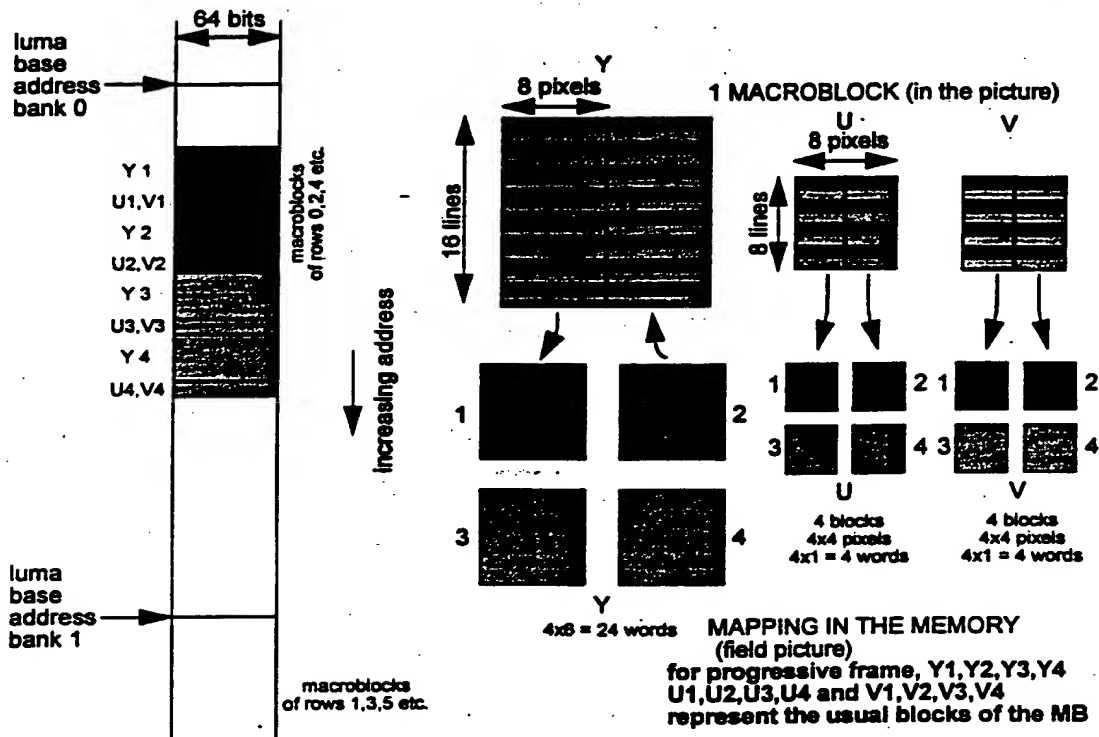 64 bits
luma
base
address
bank 0
Y 1
U1,V1
Y 2
U2,V2
Y 3
U3,V3
Y 4
U4,V4
macroblocks
of rows 0,2,4 etc.
increasing address
luma
base
address
bank 1
macroblocks
of rows 1,3,5 etc.
Y
8 pixels
16 lines
1 MACROBLOCK (in the picture)
U
8 pixels
V
8 lines
1
2
3
4
Y
4x6 = 24 words
1
2
3
4
U
4 blocks
4x4 pixels
4x1 = 4 words
1
2
3
4
V
4 blocks
4x4 pixels
4x1 = 4 words
MAPPING IN THE MEMORY
(field picture)
for progressive frame, Y1,Y2,Y3,Y4
U1,U2,U3,U4 and V1,V2,V3,V4
represent the usual blocks of the MB